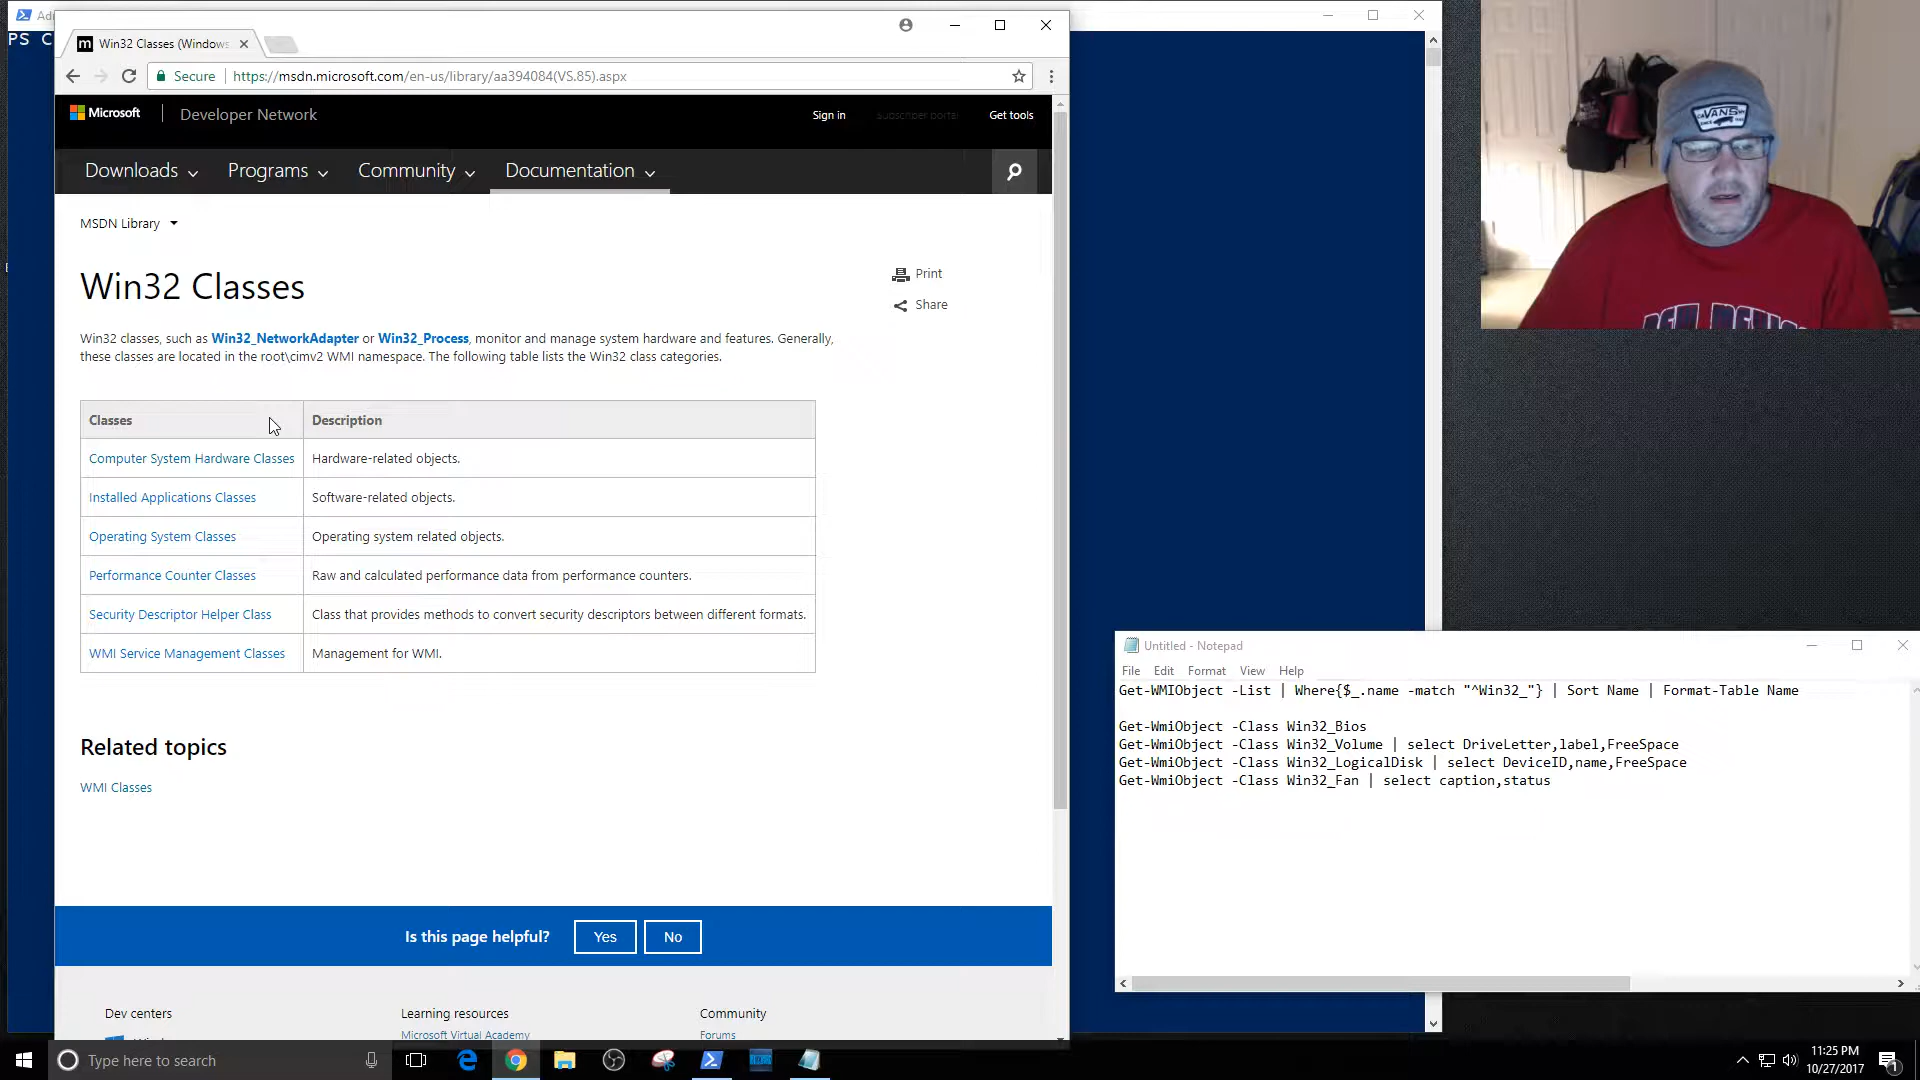 Ad
PS C
Win32 Classes (Windows
Secure
https://msdn.microsoft.com/en-us/library/aa394084(VS.85).aspx
Microsoft
Developer Network
Sign in
Subscriber portal
Get tools
Downloads
Programs
Community
Documentation
MSDN Library
Win32 Classes
Print
Share
Win32 classes, such as Win32_NetworkAdapter or Win32_Process, monitor and manage system hardware and features. Generally,
these classes are located in the root\cimv2 WMI namespace. The following table lists the Win32 class categories.
Classes
Description
Computer System Hardware Classes
Hardware-related objects.
Installed Applications Classes
Software-related objects.
Operating System Classes
Operating system related objects.
Performance Counter Classes
Raw and calculated performance data from performance counters.
Security Descriptor Helper Class
Class that provides methods to convert security descriptors between different formats.
WMI Service Management Classes
Management for WMI.
Related topics
WMI Classes
Is this page helpful?
Yes
No
Dev centers
Learning resources
Community
Microsoft Virtual Academy
Forums
VANS
Untitled - Notepad
File Edit Format View Help
Get-WMIObject -List | Where{$_.name -match "^Win32_"} | Sort Name | Format-Table Name
Get-WmiObject -Class Win32_Bios
Get-WmiObject -Class Win32_Volume | select DriveLetter,label,FreeSpace
Get-WmiObject -Class Win32_LogicalDisk | select DeviceID,name,FreeSpace
Get-WmiObject -Class Win32_Fan | select caption,status
Type here to search
11:25 PM
10/27/2017
1